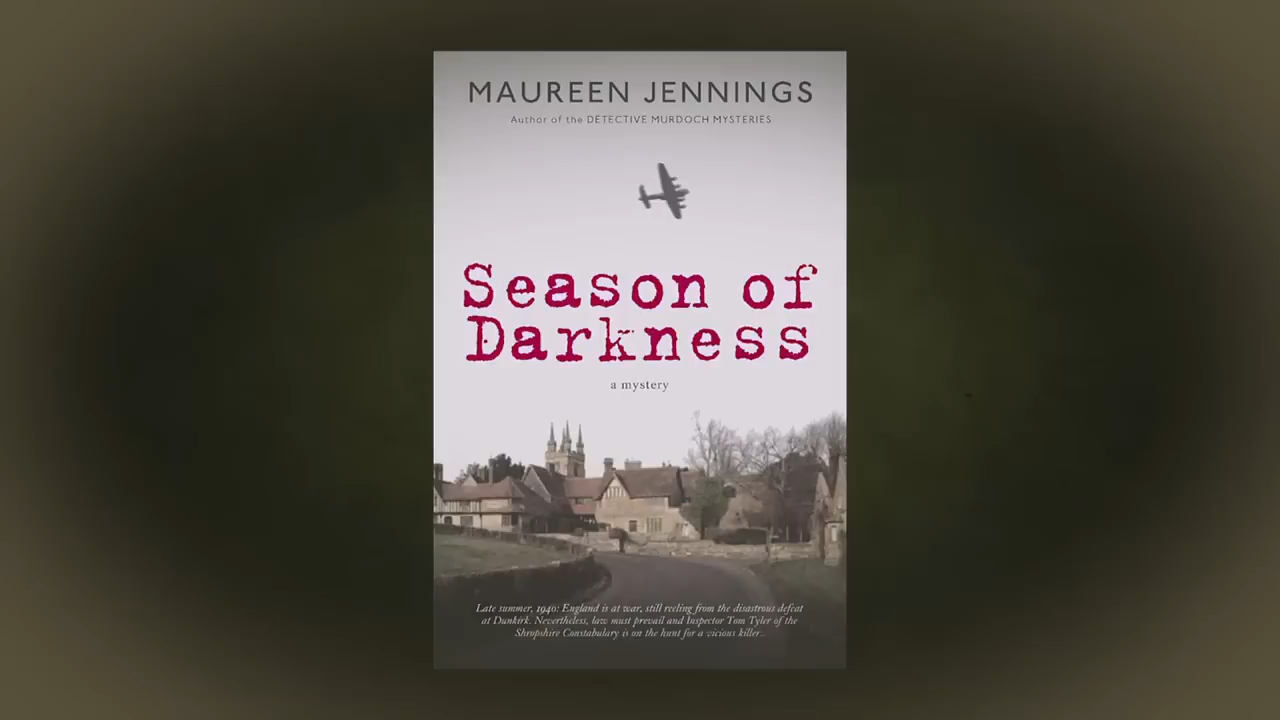 MAUREEN JENNINGS
Author of the DETECTIVE MURDOCH MYSTERIES
Season of
Darkness
a mystery
Late summer, 1940: England is at war, still reeling from the disastrous defeat
at Dunkirk. Nevertheless, law must prevail and Inspector Tom Tyler of the
Shropshire Constabulary is on the hunt for a vicious killer...